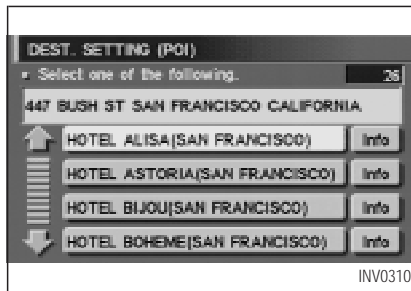 DEST. SETTING (POI)
Select one of the following.
26
447 BUSH ST SAN FRANCISCO CALIFORNIA
HOTEL ALISA(SAN FRANCISCO) Info
HOTEL ASTORIA(SAN FRANCISCO) Info
HOTEL BIJOU(SAN FRANCISCO) Info
HOTEL BOHEME(SAN FRANCISCO) Info
INV0310